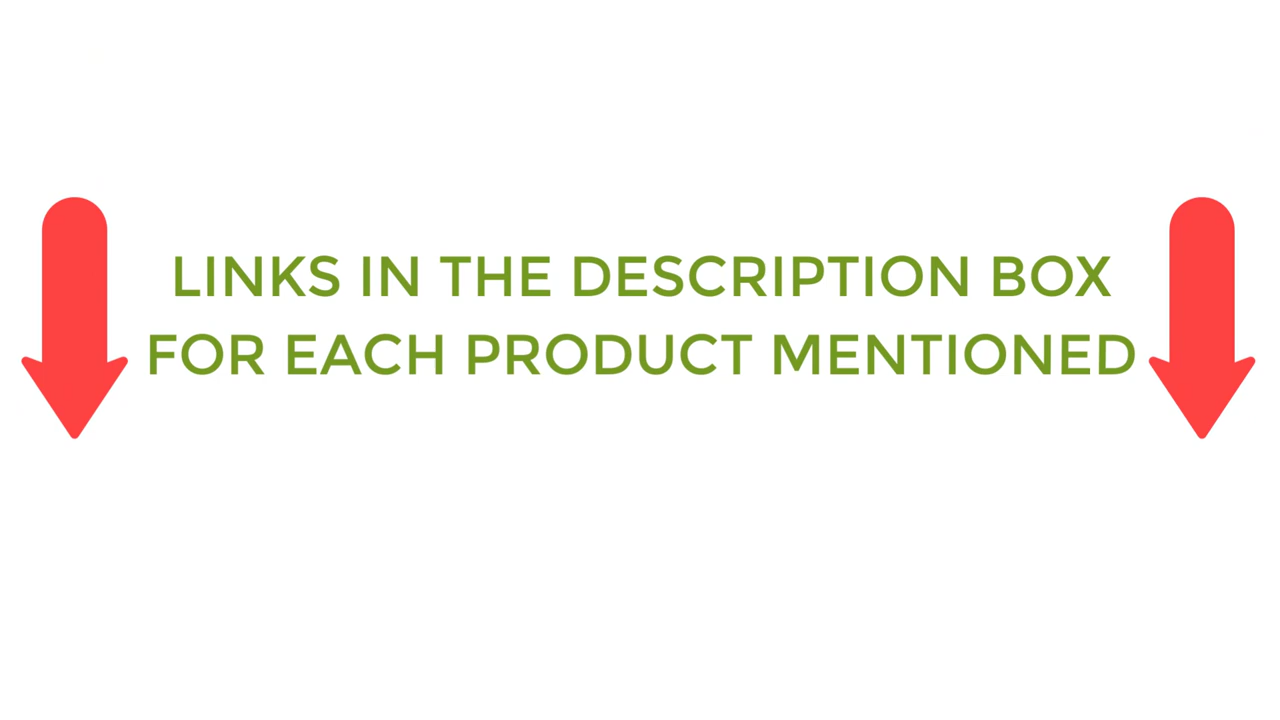 LINKS IN THE DESCRIPTION BOX
FOR EACH PRODUCT MENTIONED